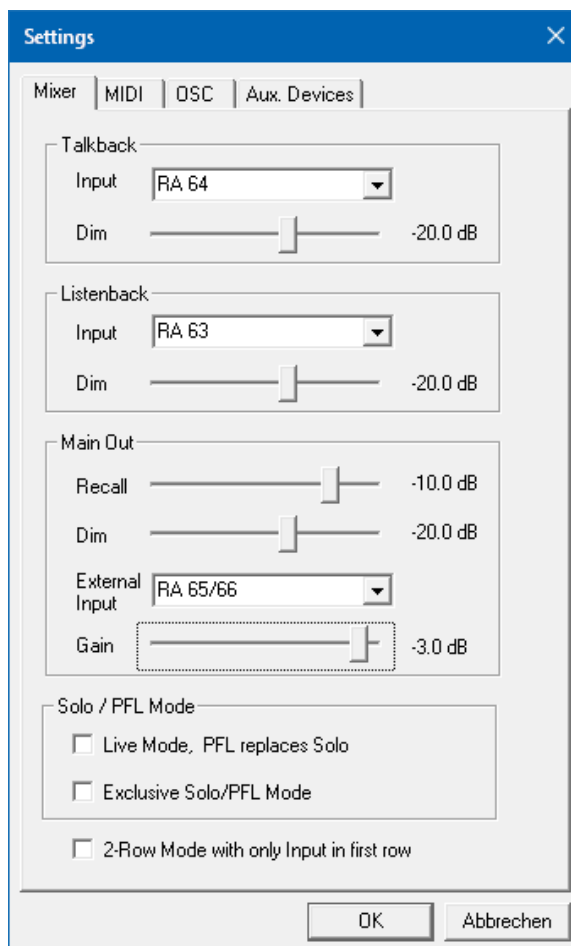 Settings
Mixer MIDI OSC Aux. Devices
Talkback
Input RA 64
Dim -20.0 dB
Listenback
Input RA 63
Dim -20.0 dB
Main Out
Recall -10.0 dB
Dim -20.0 dB
External Input RA 65/66
Gain -3.0 dB
Solo / PFL Mode
Live Mode, PFL replaces Solo
Exclusive Solo/PFL Mode
2-Row Mode with only Input in first row
OK Abbrechen